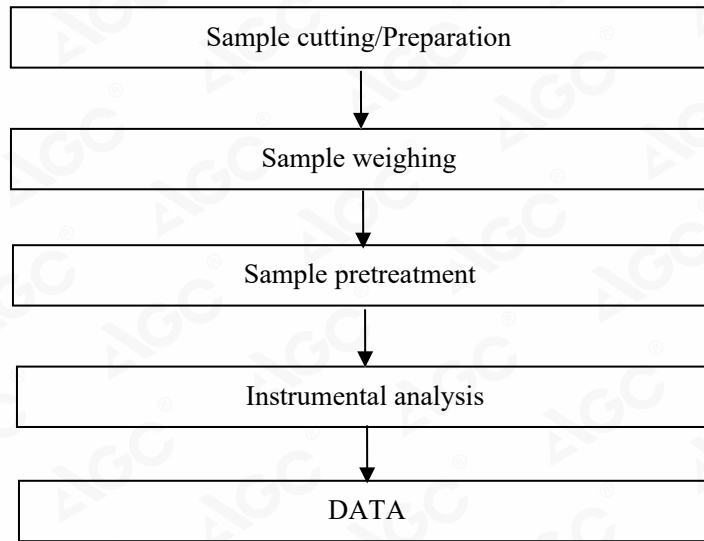 Sample cutting/Preparation
Sample weighing
Sample pretreatment
Instrumental analysis
DATA